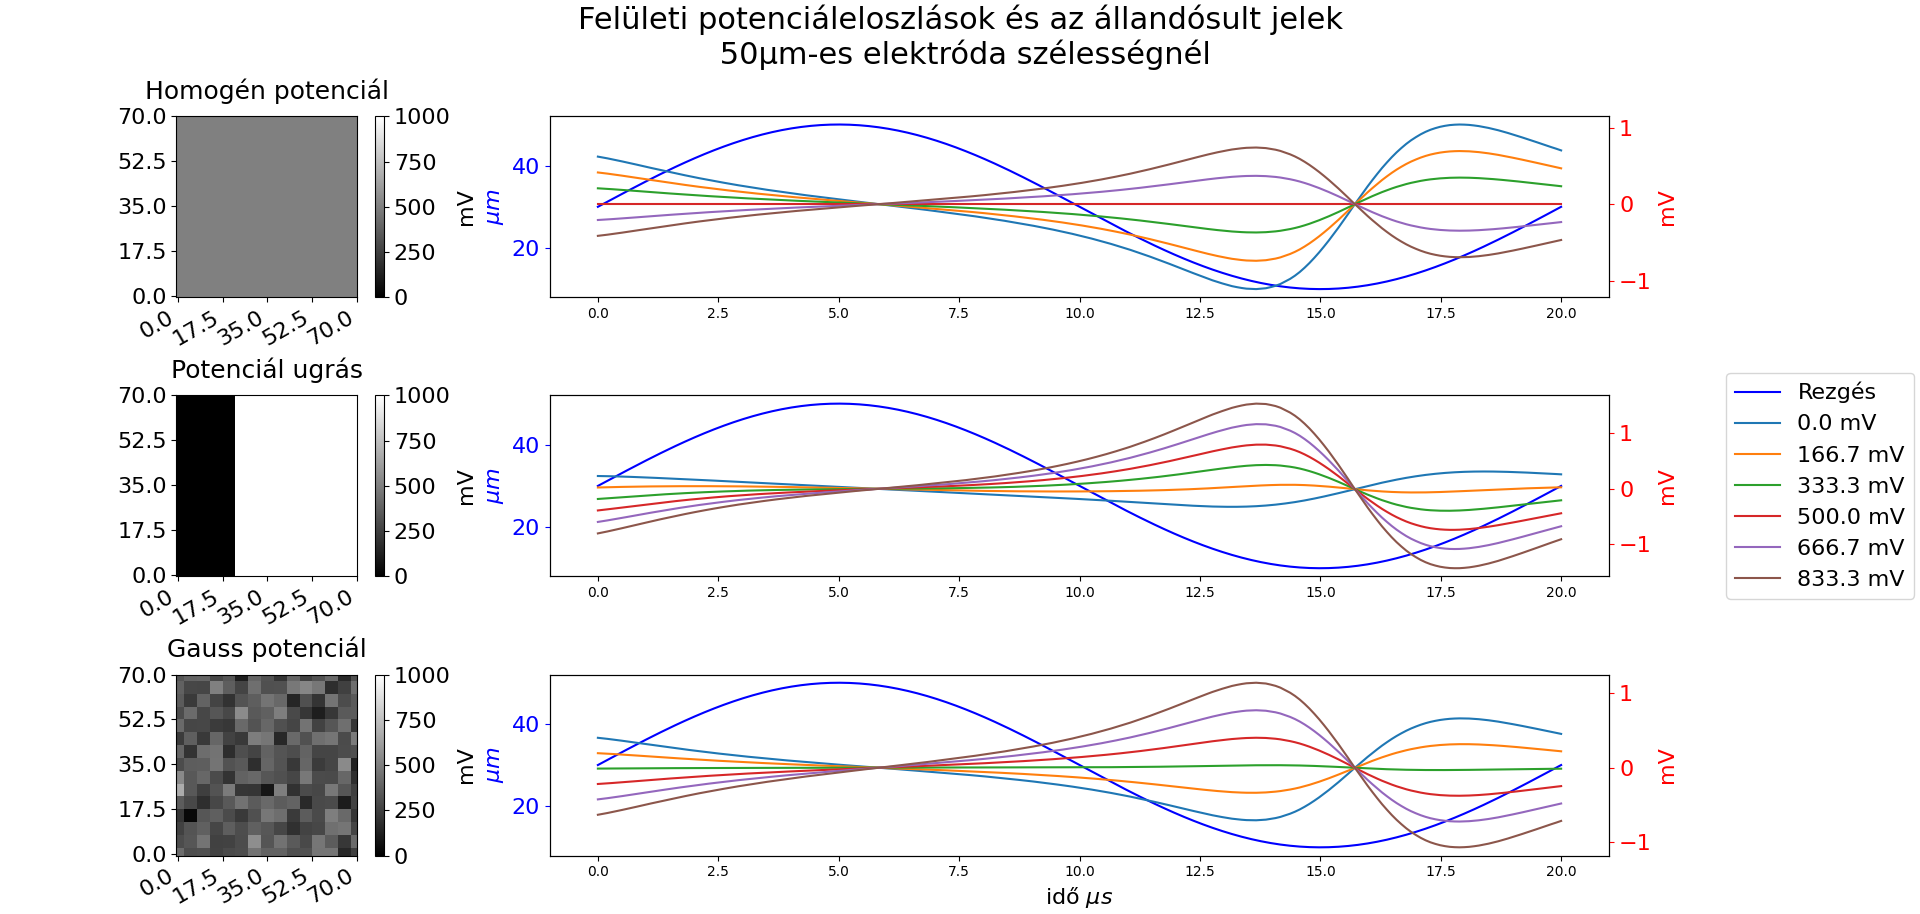 Felületi potenciáleloszlások és az állandósult jelek
50μm-es elektróda szélességnél
Homogén potenciál
70.0
52.5
35.0
17.5
0.0
0.0 17.5 35.0 52.5 70.0
1000
750
500
250
0
mV
μm
40
20
0.0 2.5 5.0 7.5 10.0 12.5 15.0 17.5 20.0
1
0
−1
mV
Potenciál ugrás
70.0
52.5
35.0
17.5
0.0
0.0 17.5 35.0 52.5 70.0
1000
750
500
250
0
mV
μm
40
20
0.0 2.5 5.0 7.5 10.0 12.5 15.0 17.5 20.0
1
0
−1
mV
Rezgés
0.0 mV
166.7 mV
333.3 mV
500.0 mV
666.7 mV
833.3 mV
Gauss potenciál
70.0
52.5
35.0
17.5
0.0
0.0 17.5 35.0 52.5 70.0
1000
750
500
250
0
mV
μm
40
20
0.0 2.5 5.0 7.5 10.0 12.5 15.0 17.5 20.0
idő μs
1
0
−1
mV